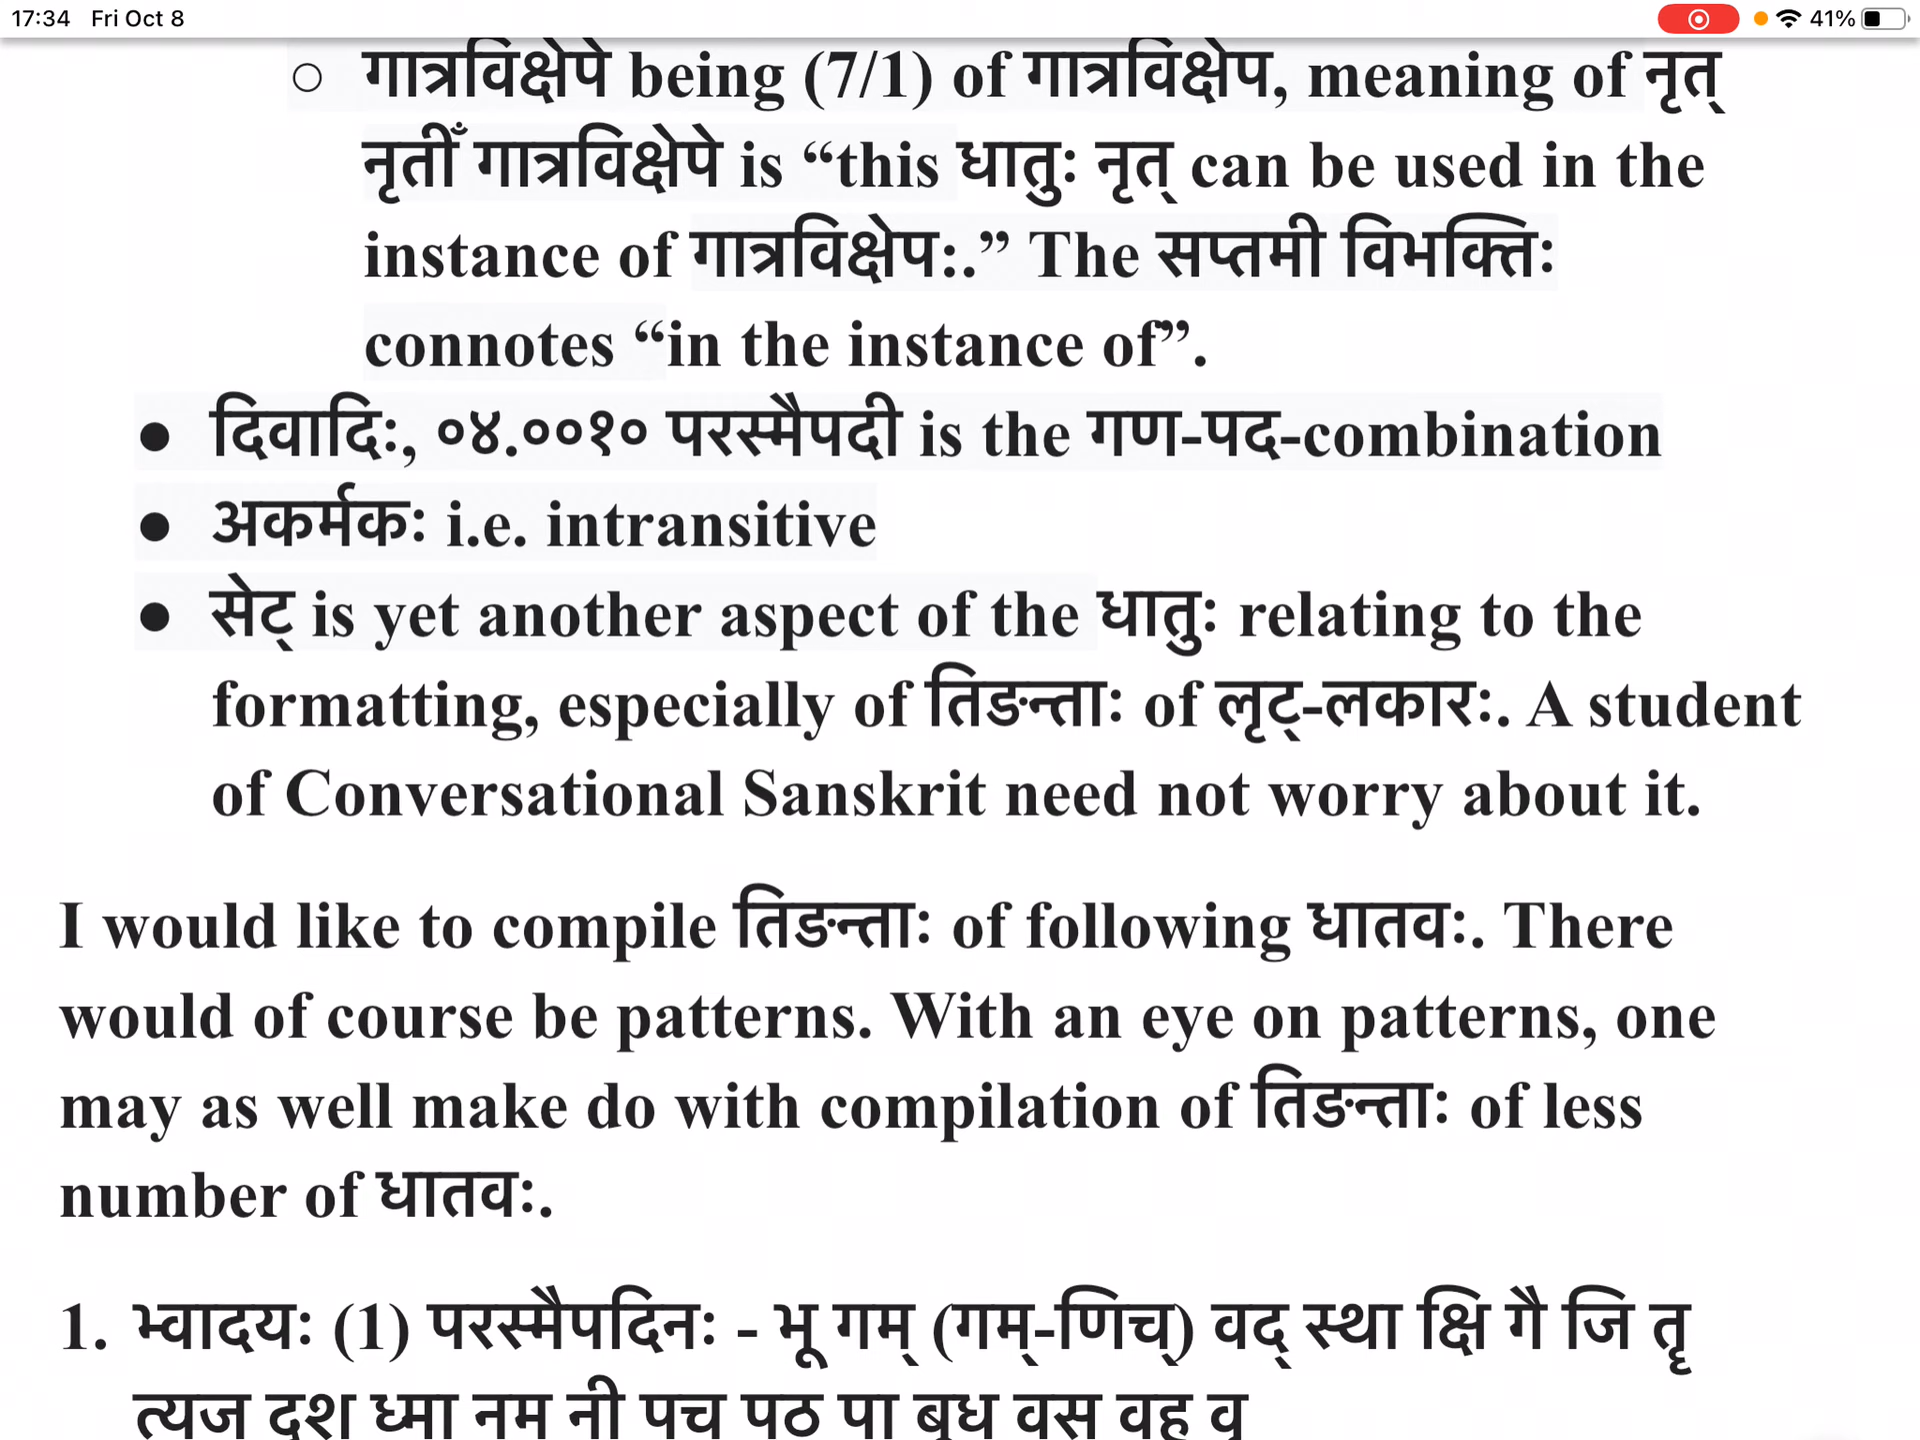 17:34 Fri Oct 8 41%
○ गात्रविक्षेपे being (7/1) of गात्रविक्षेप, meaning of नृत्
नृतीँ गात्रविक्षेपे is “this धातुः नृत् can be used in the
instance of गात्रविक्षेप:.” The सप्तमी विभक्तिः
connotes “in the instance of”.
● दिवादिः, ०४.००१० परस्मैपदी is the गण-पद-combination
● अकर्मकः i.e. intransitive
● सेट् is yet another aspect of the धातुः relating to the
formatting, especially of तिङन्ताः of लृट्-लकारः. A student
of Conversational Sanskrit need not worry about it.
I would like to compile तिङन्ताः of following धातवः. There
would of course be patterns. With an eye on patterns, one
may as well make do with compilation of तिङन्ताः of less
number of धातवः.
1. भ्वादयः (1) परस्मैपदिनः - भू गम् (गम्-णिच्) वद् स्था क्षि गै जि तॄ
ध्मा नी पा